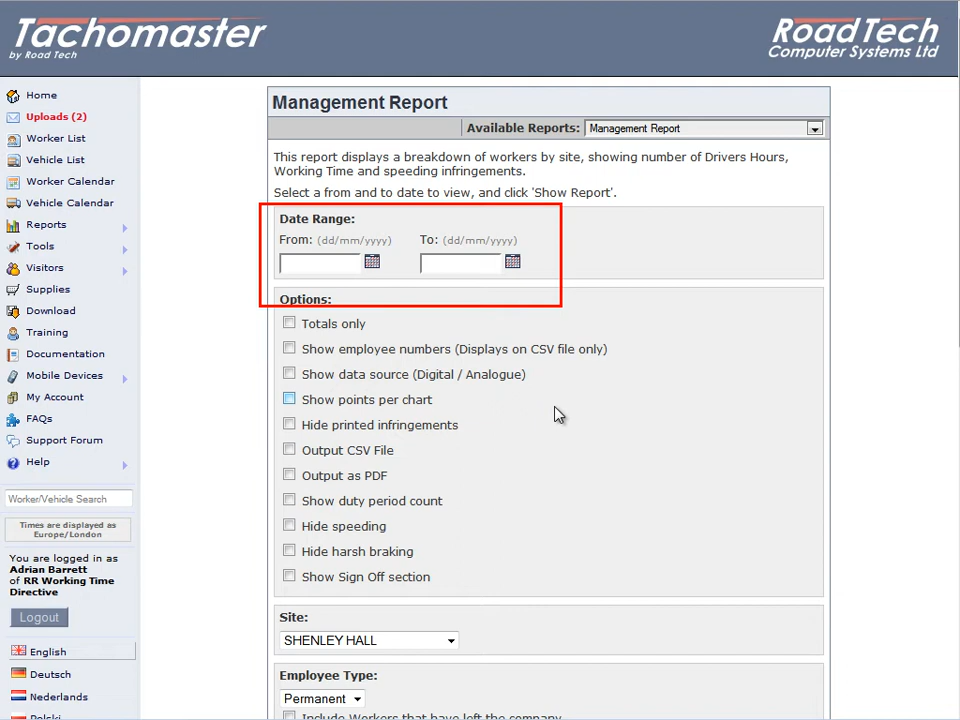 Tachomaster
by Road Tech
RoadTech
Computer Systems Ltd
Home
Uploads (2)
Worker List
Vehicle List
Worker Calendar
Vehicle Calendar
Reports
Tools
Visitors
Supplies
Download
Training
Documentation
Mobile Devices
My Account
FAQs
Support Forum
Help
Worker/Vehicle Search
Times are displayed as
Europe/London
You are logged in as
Adrian Barrett
of RR Working Time
Directive
Logout
English
Deutsch
Nederlands
Polski
Management Report
Available Reports: Management Report
This report displays a breakdown of workers by site, showing number of Drivers Hours,
Working Time and speeding infringements.
Select a from and to date to view, and click 'Show Report'.
Date Range:
From: (dd/mm/yyyy) To: (dd/mm/yyyy)
Options:
Totals only
Show employee numbers (Displays on CSV file only)
Show data source (Digital / Analogue)
Show points per chart
Hide printed infringements
Output CSV File
Output as PDF
Show duty period count
Hide speeding
Hide harsh braking
Show Sign Off section
Site:
SHENLEY HALL
Employee Type:
Permanent
Include Workers that have left the company